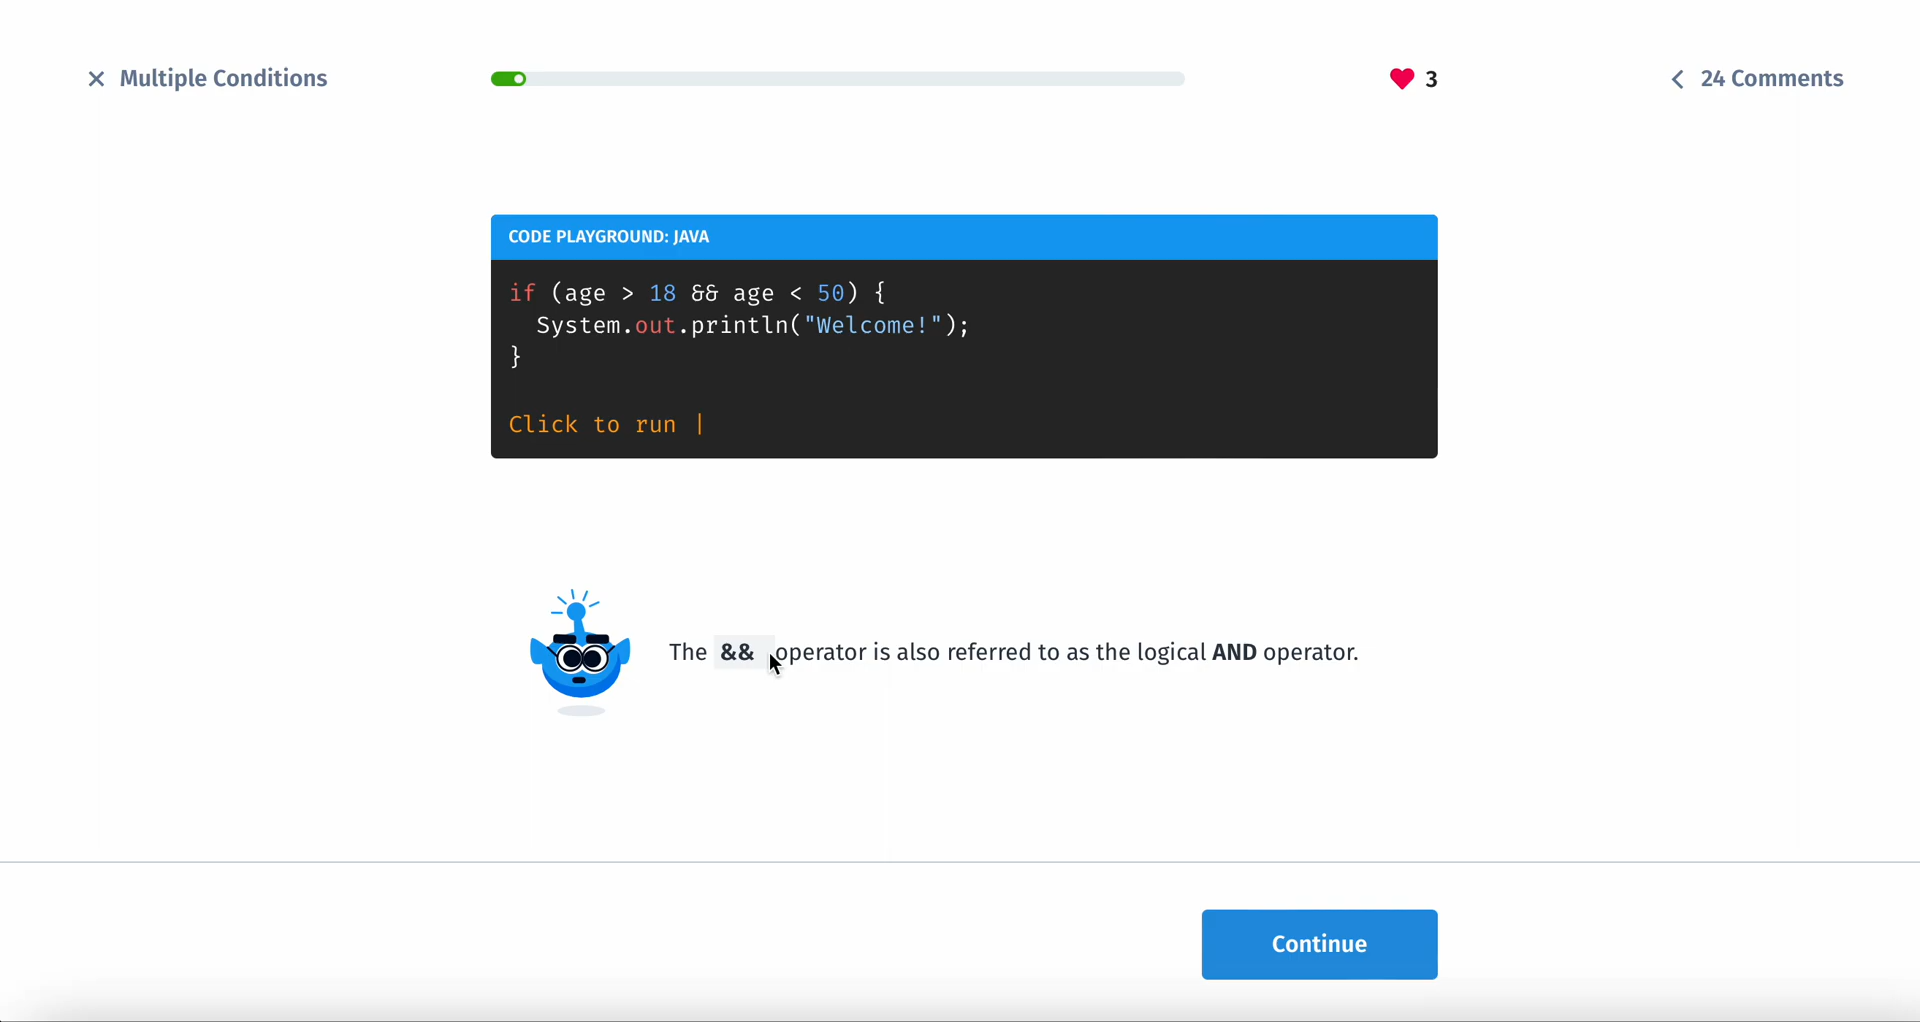 Multiple Conditions
3
24 Comments
CODE PLAYGROUND: JAVA
if (age > 18 && age < 50) {
  System.out.println("Welcome!");
}
Click to run |
The && operator is also referred to as the logical AND operator.
Continue